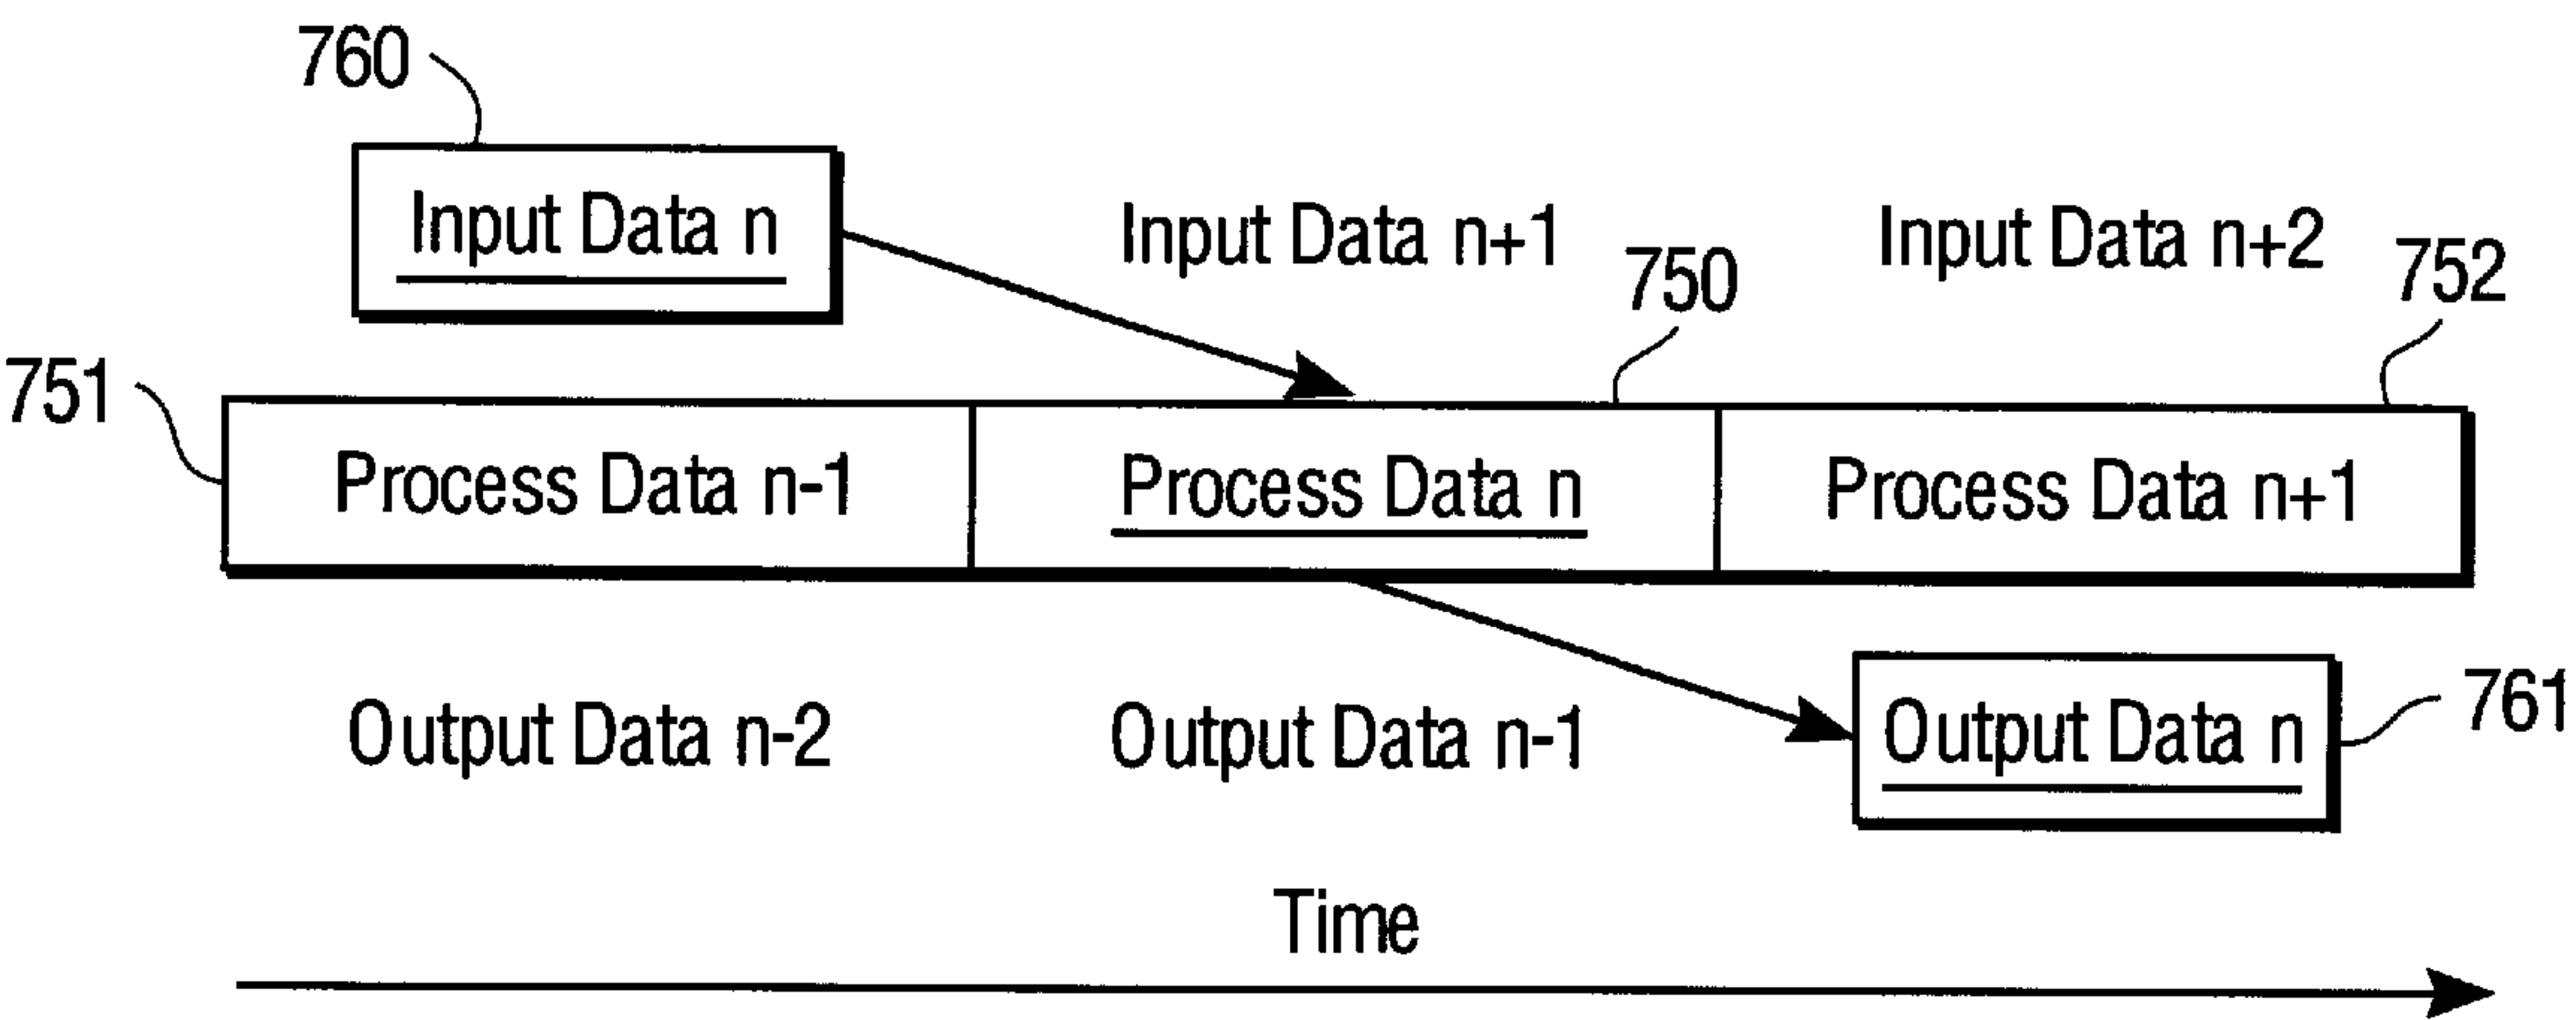 760
Input Data n
Input Data n+1
Input Data n+2
750
752
751
Process Data n-1
Process Data n
Process Data n+1
Output Data n-2
Output Data n-1
Output Data n
761
Time